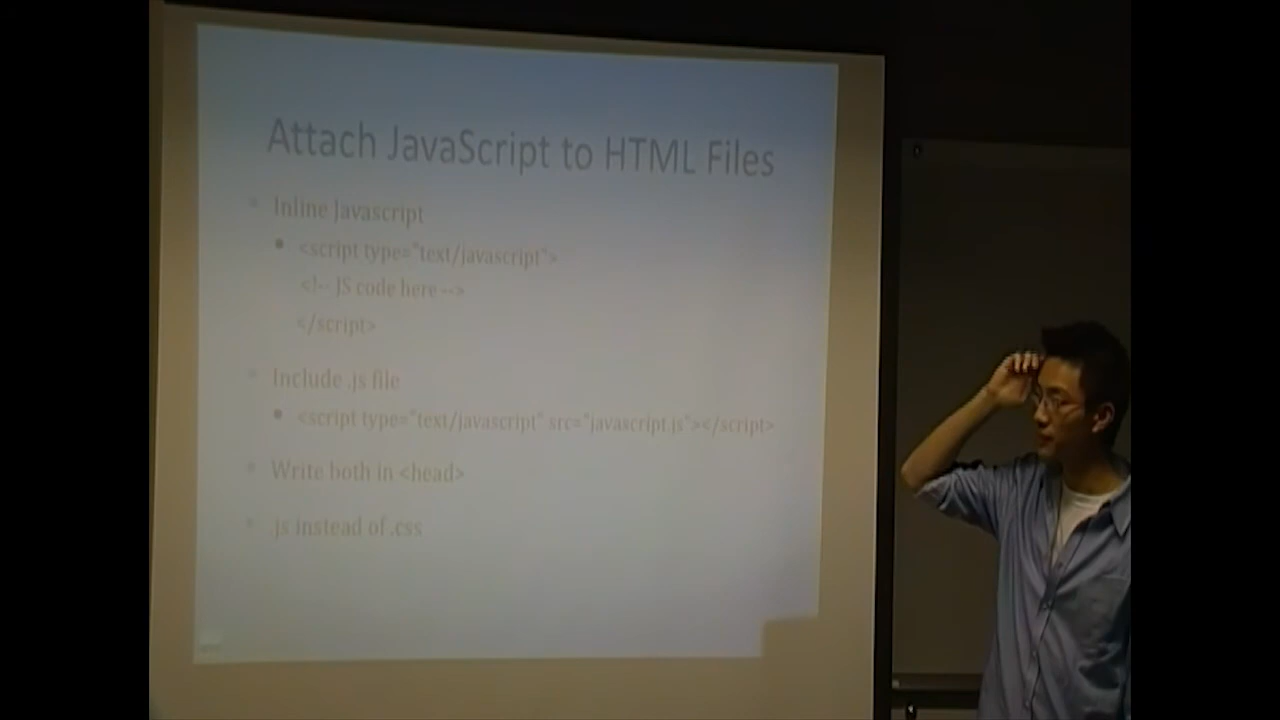 Attach JavaScript to HTML Files
Inline Javascript
<script type="text/javascript">
<!-- JS code here -->
</script>
Include .js file
<script type="text/javascript" src="javascript.js"></script>
Write both in <head>
.js instead of .css